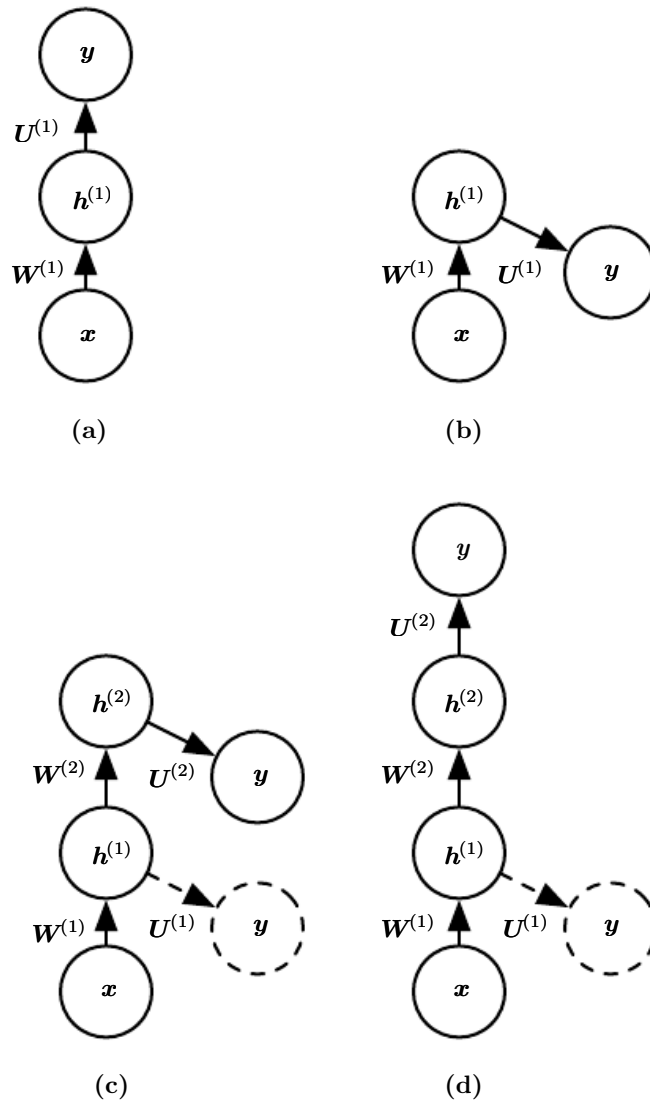 y
U^(1)
h^(1)
W^(1)
x
(a)
h^(1)
W^(1) U^(1) y
x
(b)
h^(2)
W^(2) U^(2) y
h^(1)
W^(1) U^(1) y
x
(c)
y
U^(2)
h^(2)
W^(2)
h^(1)
W^(1) U^(1) y
x
(d)